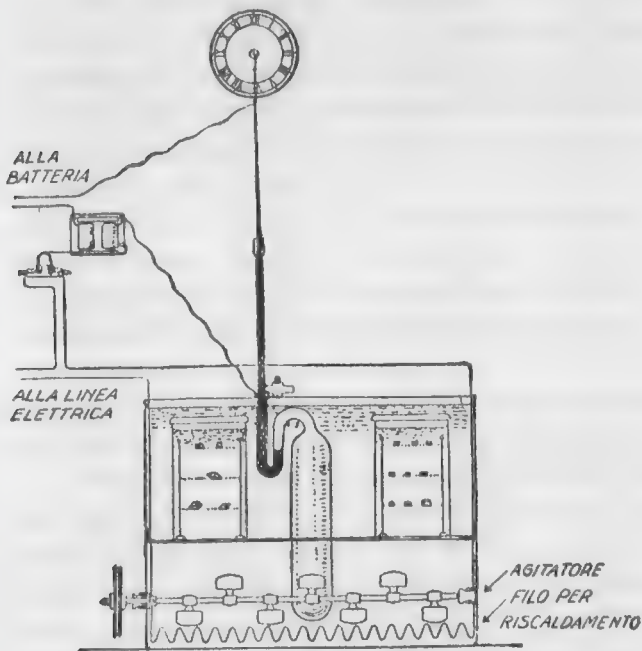 ALLA
BATTERIA
ALLA LINEA
ELETTRICA
AGITATORE
FILO PER
RISCALDAMENTO